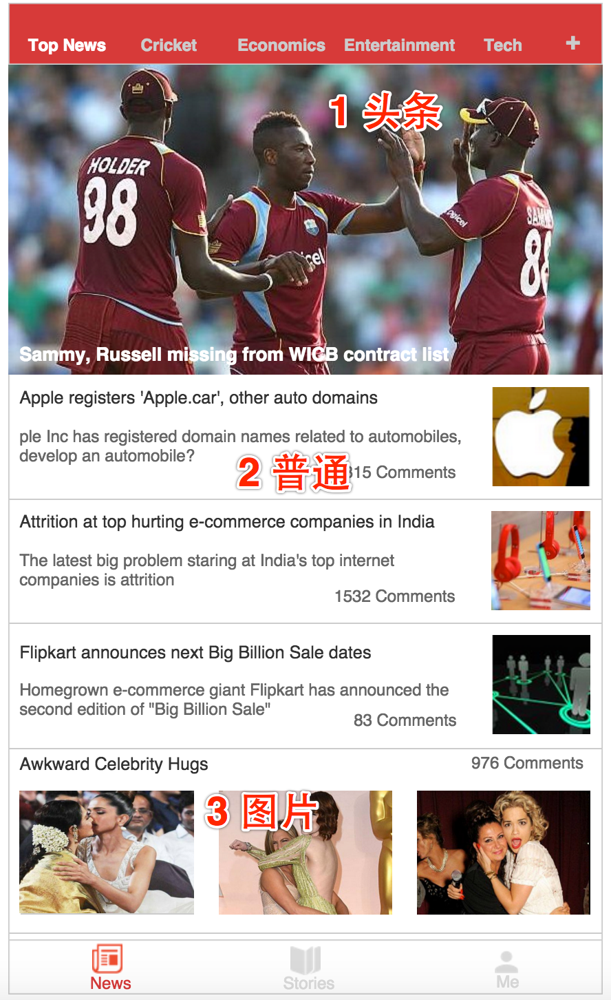 Top News Cricket Economics Entertainment Tech +
1 头条
HOLDER
98
Digicel
SAMM
88
Sammy, Russell missing from WICB contract list
Apple registers 'Apple.car', other auto domains
ple Inc has registered domain names related to automobiles,
develop an automobile?
2 普通
315 Comments
Attrition at top hurting e-commerce companies in India
The latest big problem staring at India's top internet
companies is attrition
1532 Comments
Flipkart announces next Big Billion Sale dates
Homegrown e-commerce giant Flipkart has announced the
second edition of "Big Billion Sale"
83 Comments
Awkward Celebrity Hugs
976 Comments
3 图片
News Stories Me